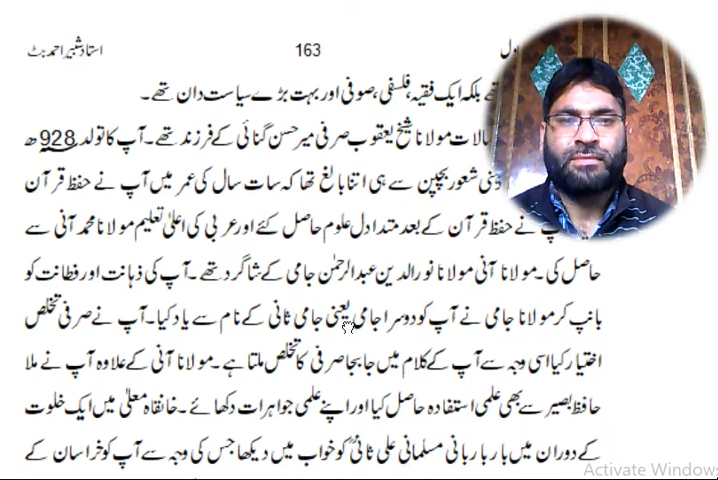 استاد شبیر احمد بٹ 163 اول
تھے بلکہ ایک فقیہ، فلسفی، صوفی اور بہت بڑے سیاست دان تھے۔
مولانا شیخ یعقوب صرفی میر حسن گنائی کے فرزند تھے۔ آپ کا تولد 928ھ
شعور بچپن سے ہی اتنا بالغ تھا کہ سات سال کی عمر میں آپ نے حفظ قرآن
نے حفظ قرآن کے بعد متداول علوم حاصل کئے اور عربی کی اعلیٰ تعلیم مولانا محمد آنی سے
حاصل کی۔ مولانا آنی مولانا نورالدین عبدالرحمٰن جامی کے شاگرد تھے۔ آپ کی ذہانت اور فطانت کو
بانپ کر مولانا جامی نے آپ کو دوسرا جامی یعنی جامی ثانی کے نام سے یاد کیا۔ آپ نے صرفی تخلص
اختیار کیا اسی وجہ سے آپ کے کلام میں جا بجا صرفی کا تخلص ملتا ہے۔ مولانا آنی کے علاوہ آپ نے ملا
حافظ بصیر سے بھی علمی استفادہ حاصل کیا اور اپنے علمی جواہرات دکھائے۔ خانقاہ معلیٰ میں ایک خلوت
کے دوران میں بار بار بانی مسلمانی علی ثانیؒ کو خواب میں دیکھا جس کی وجہ سے آپ کو خراسان کے
Activate Windows